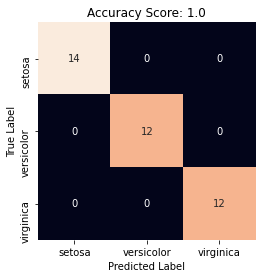 Accuracy Score: 1.0
True Label
setosa
14 0 0
versicolor
0 12 0
virginica
0 0 12
setosa versicolor virginica
Predicted Label